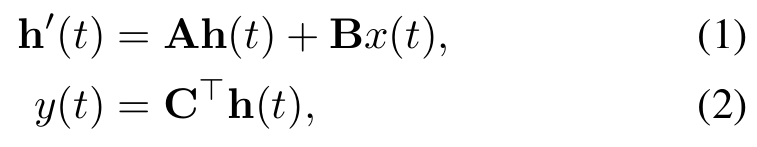 h′(t) = Ah(t) + Bx(t), (1)
y(t) = C⊤h(t), (2)